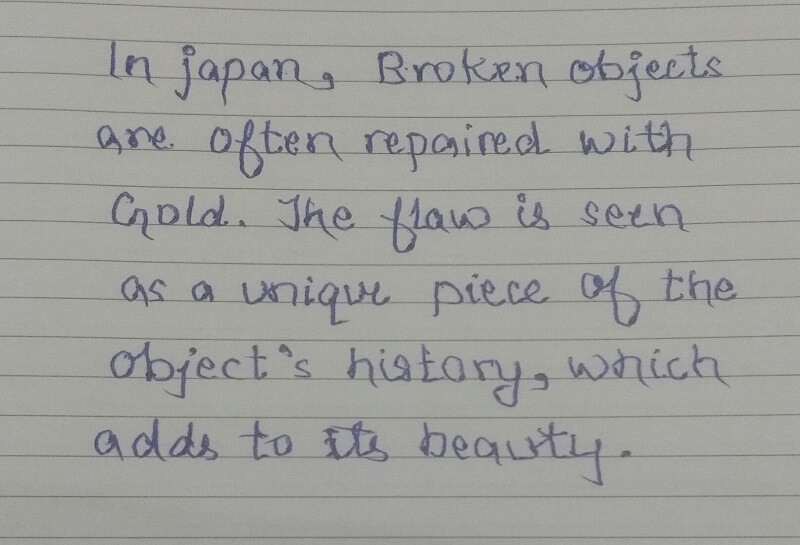 In japan, Broken objects
are often repaired with
Gold. The flaw is seen
as a unique piece of the
object's history, which
adds to its beauty.